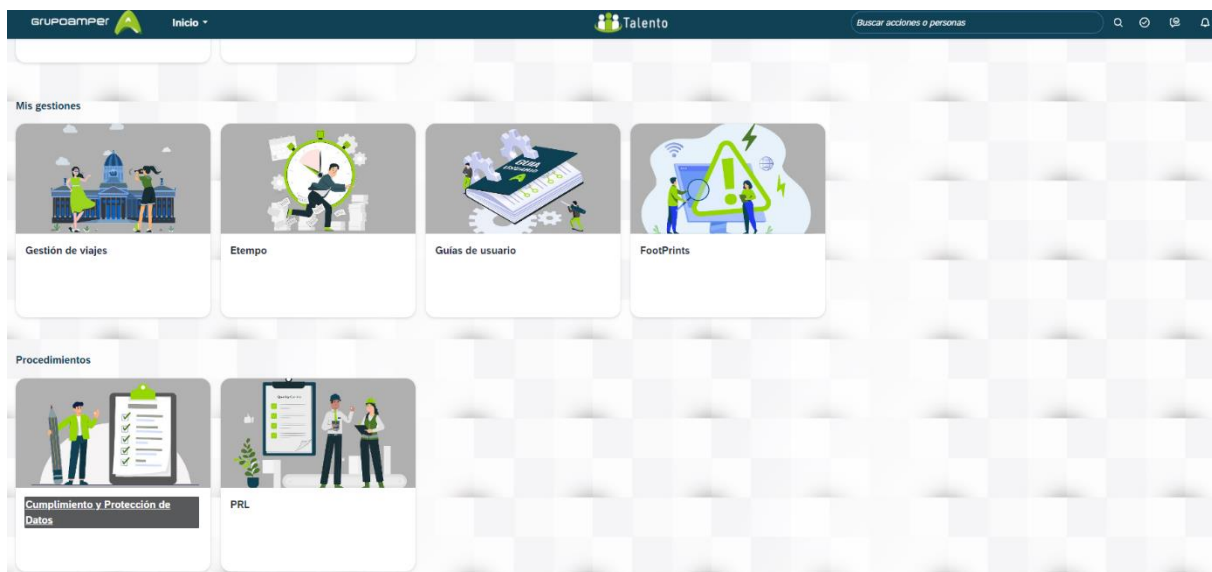 Grupoamper
Inicio
Talento
Buscar acciones o personas
Mis gestiones
GUIA
Gestión de viajes
Etempo
Guías de usuario
FootPrints
Procedimientos
Cumplimiento y Protección de
Datos
PRL